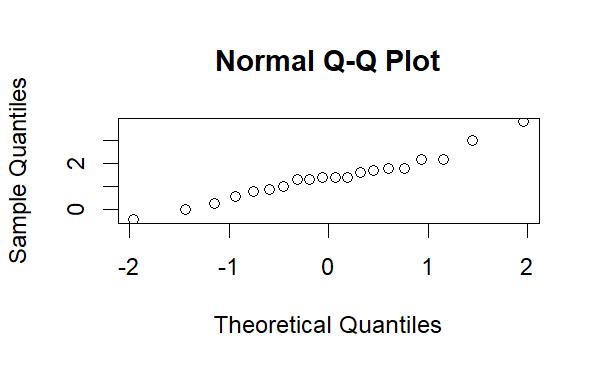 Normal Q-Q Plot
Sample Quantiles
2
0
-2 -1 0 1 2
Theoretical Quantiles